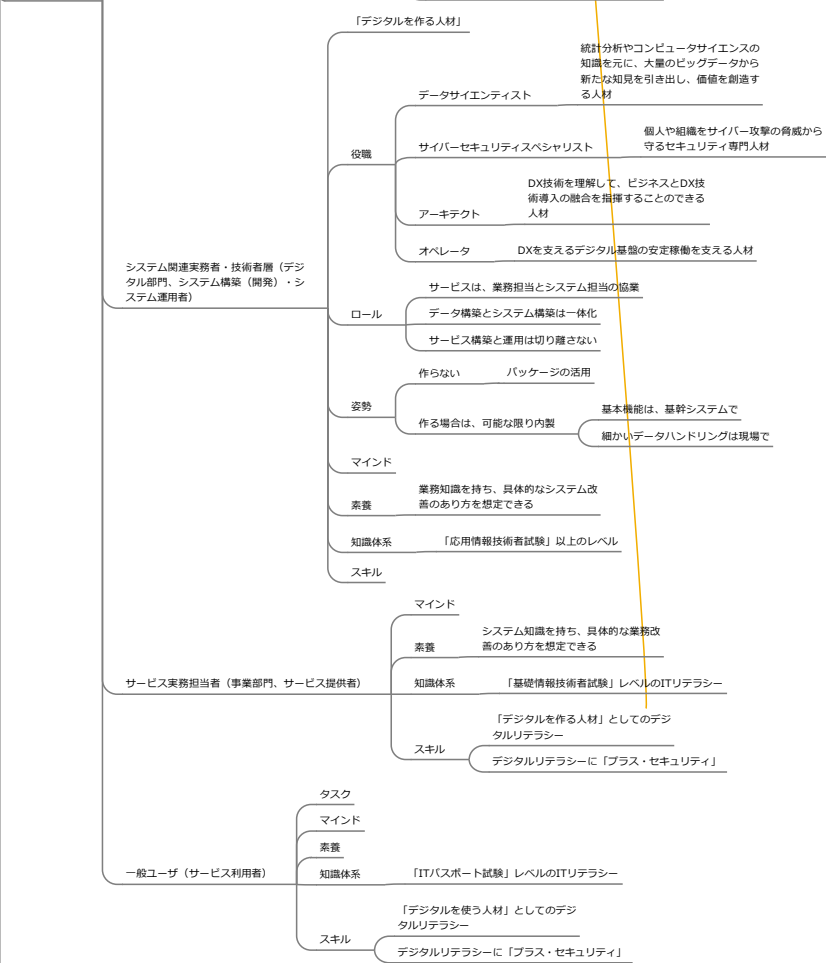 「デジタルを作る人材」
統計分析やコンピュータサイエンスの
知識を元に、大量のビッグデータから
新たな知見を引き出し、価値を創造す
る人材
データサイエンティスト
個人や組織をサイバー攻撃の脅威から
守るセキュリティ専門人材
サイバーセキュリティスペシャリスト
役職
DX技術を理解して、ビジネスとDX技
術導入の融合を指揮することのできる
人材
アーキテクト
オペレータ
DXを支えるデジタル基盤の安定稼働を支える人材
システム関連実務者・技術者層（デジ
タル部門、システム構築（開発）・シ
ステム運用者）
サービスは、業務担当とシステム担当の協業
ロール
データ構築とシステム構築は一体化
サービス構築と運用は切り離さない
作らない
パッケージの活用
姿勢
基本機能は、基幹システムで
作る場合は、可能な限り内製
細かいデータハンドリングは現場で
マインド
業務知識を持ち、具体的なシステム改
善のあり方を想定できる
素養
知識体系
「応用情報技術者試験」以上のレベル
スキル
マインド
システム知識を持ち、具体的な業務改
善のあり方を想定できる
素養
サービス実務担当者（事業部門、サービス提供者）
知識体系
「基礎情報技術者試験」レベルのITリテラシー
「デジタルを作る人材」としてのデジ
タルリテラシー
スキル
デジタルリテラシーに「プラス・セキュリティ」
タスク
マインド
素養
一般ユーザ（サービス利用者）
知識体系
「ITパスポート試験」レベルのITリテラシー
「デジタルを使う人材」としてのデジ
タルリテラシー
スキル
デジタルリテラシーに「プラス・セキュリティ」